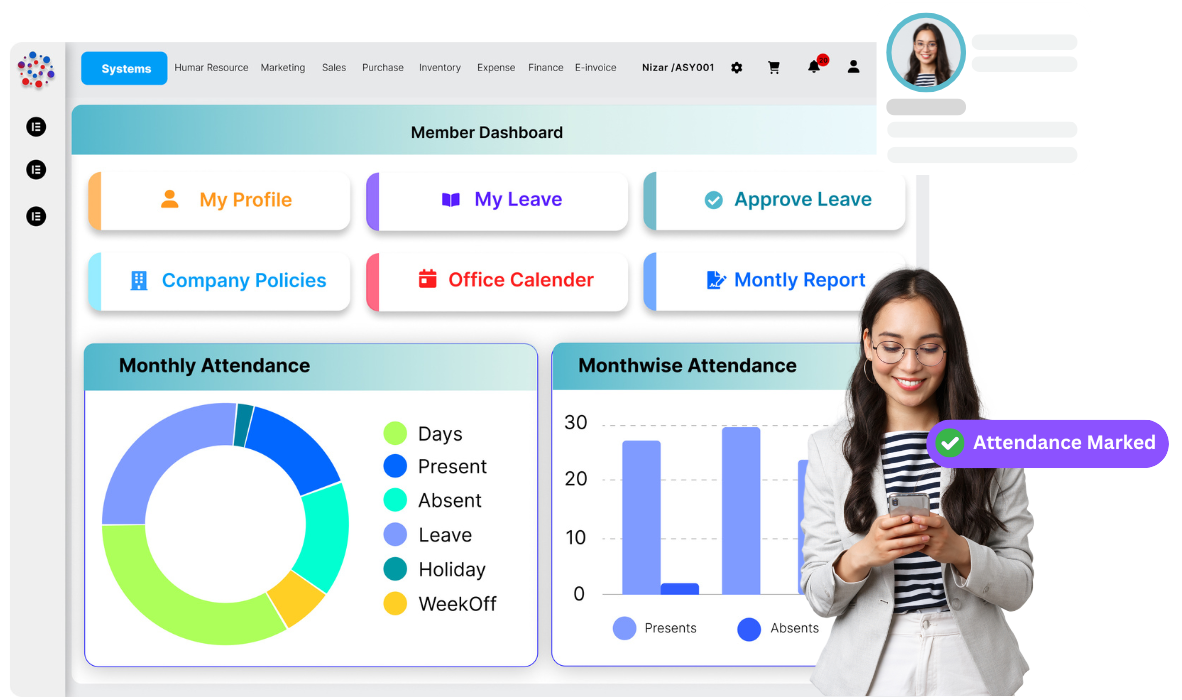 Systems
Humar Resource
Marketing
Sales
Purchase
Inventory
Expense
Finance
E-invoice
Nizar /ASY001
20
Member Dashboard
My Profile
My Leave
Approve Leave
Company Policies
Office Calender
Montly Report
Monthly Attendance
Days
Present
Absent
Leave
Holiday
WeekOff
Monthwise Attendance
30
20
10
0
Presents
Absents
Attendance Marked